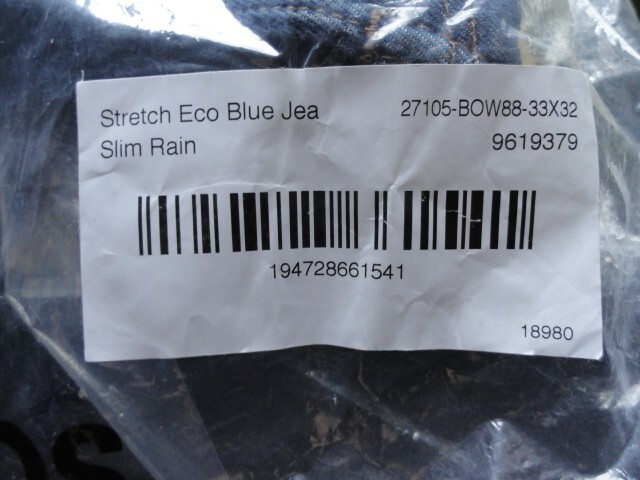 Stretch Eco Blue Jea 27105-BOW88-33X32
Slim Rain 9619379
194728661541
18980